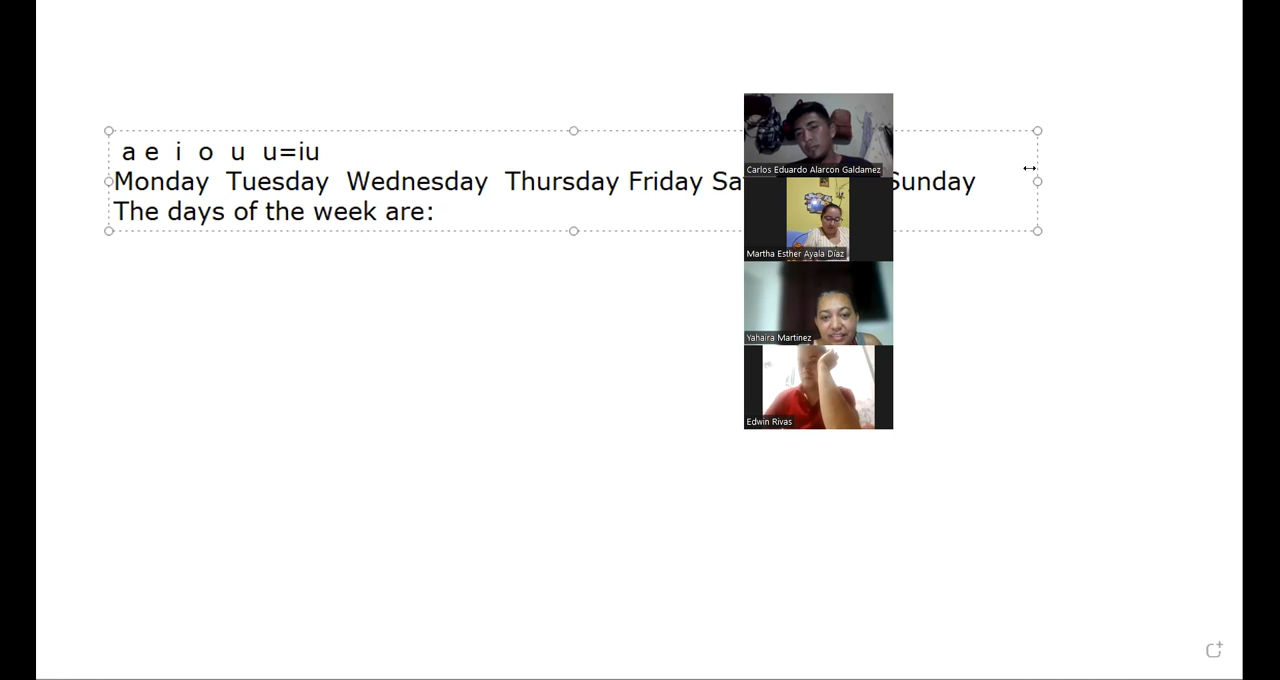 a e i o u u=iu
Monday Tuesday Wednesday Thursday Friday Sa Sunday
The days of the week are:
Carlos Eduardo Alarcon Galdamez
Martha Esther Ayala Díaz
Yahaira Martinez
Edwin Rivas